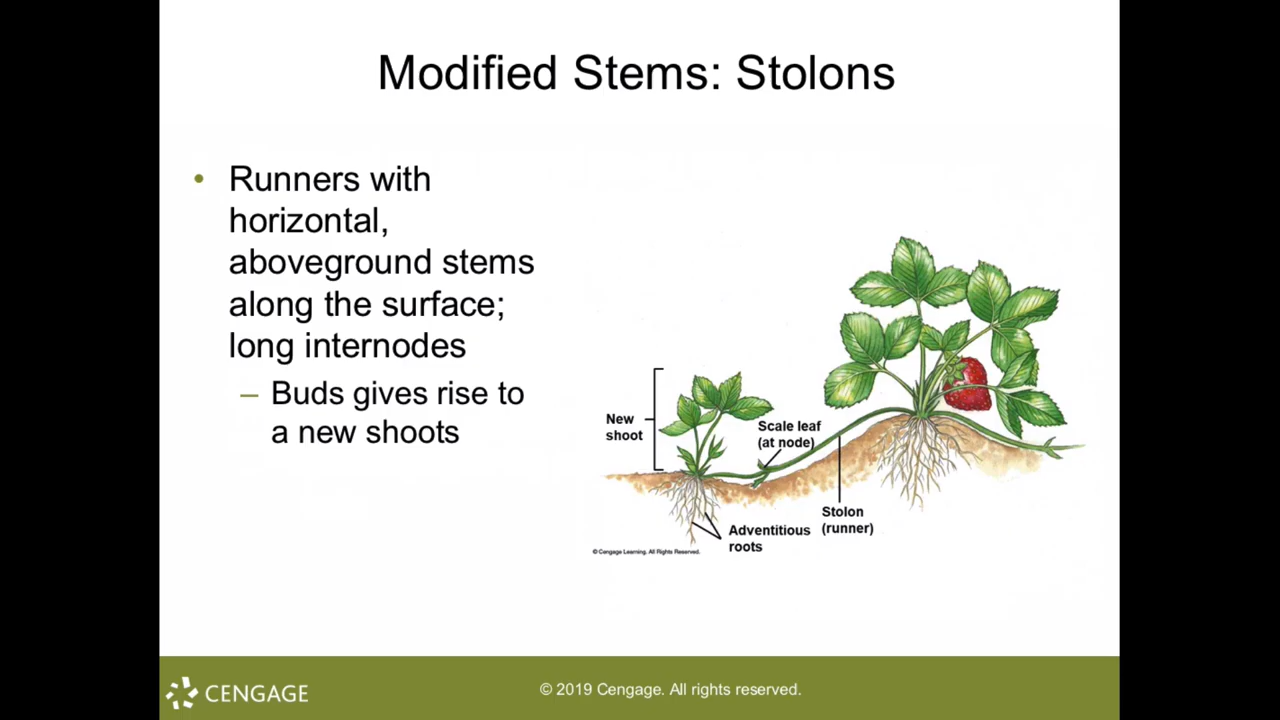 Modified Stems: Stolons
• Runners with
horizontal,
aboveground stems
along the surface;
long internodes
– Buds gives rise to
a new shoots
New
shoot
Scale leaf
(at node)
Stolon
(runner)
Adventitious
roots
© Cengage Learning. All Rights Reserved.
CENGAGE
© 2019 Cengage. All rights reserved.